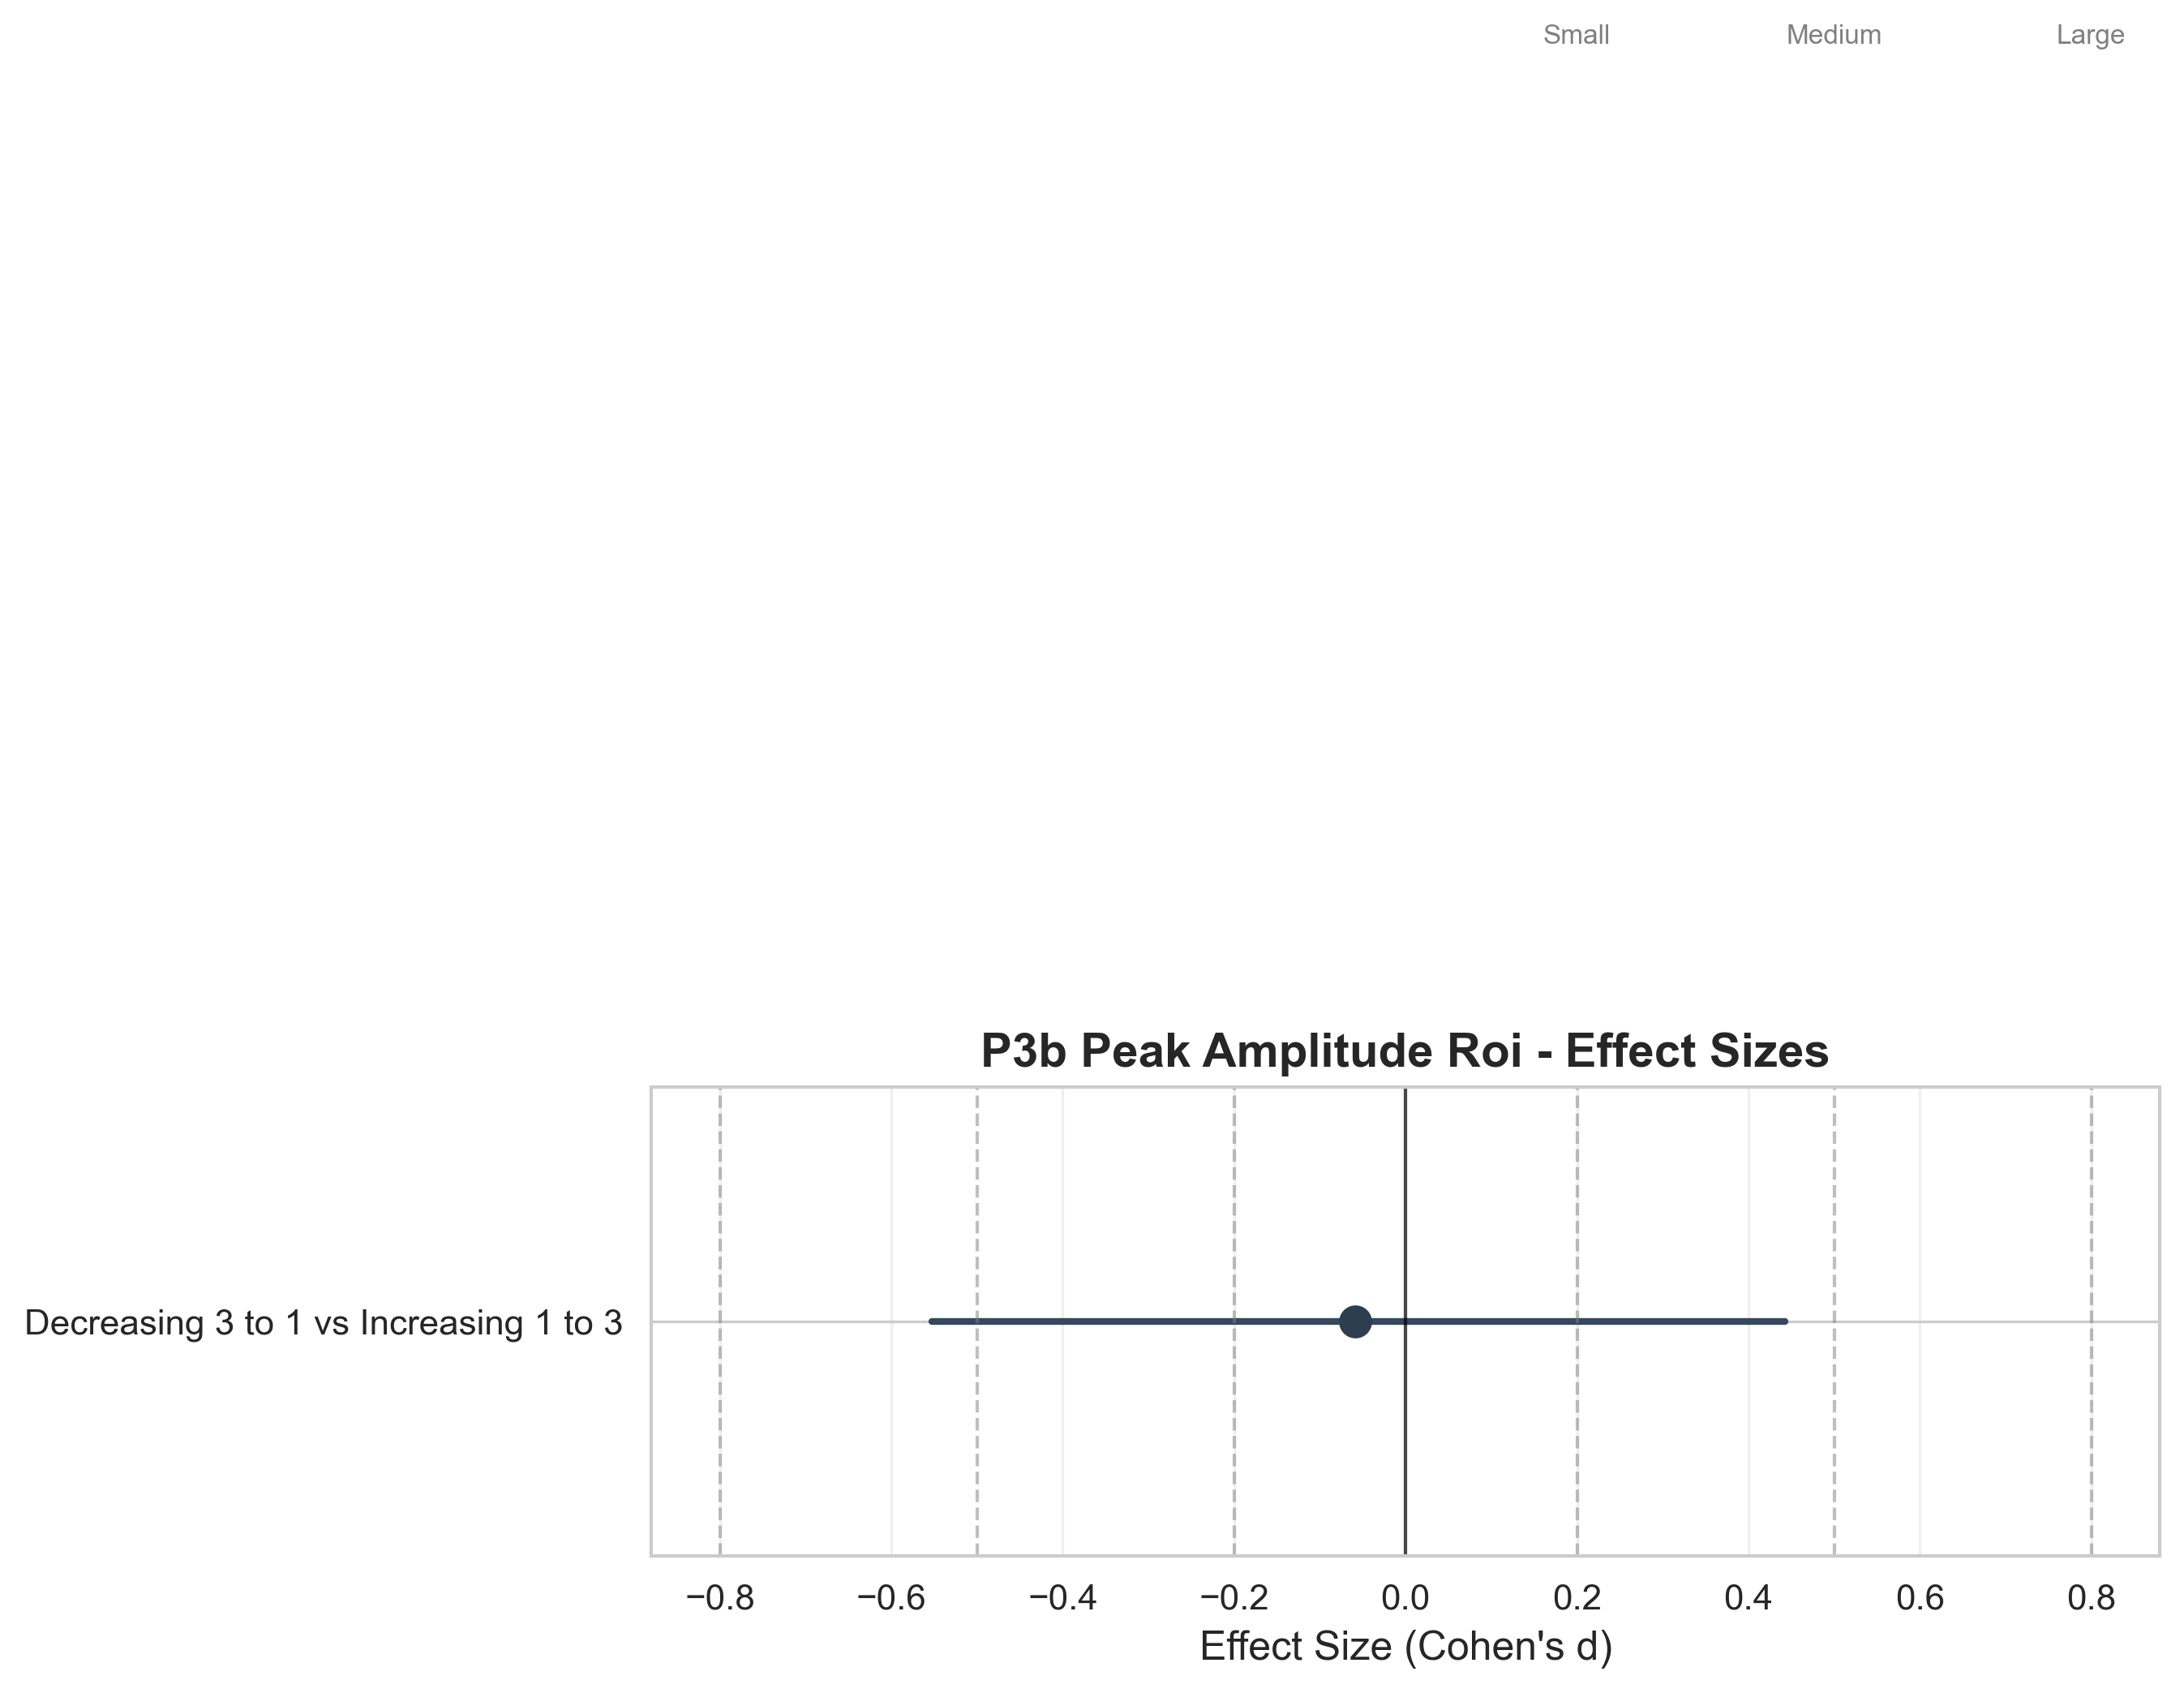 Small Medium Large
P3b Peak Amplitude Roi - Effect Sizes
Decreasing 3 to 1 vs Increasing 1 to 3
−0.8 −0.6 −0.4 −0.2 0.0 0.2 0.4 0.6 0.8
Effect Size (Cohen's d)